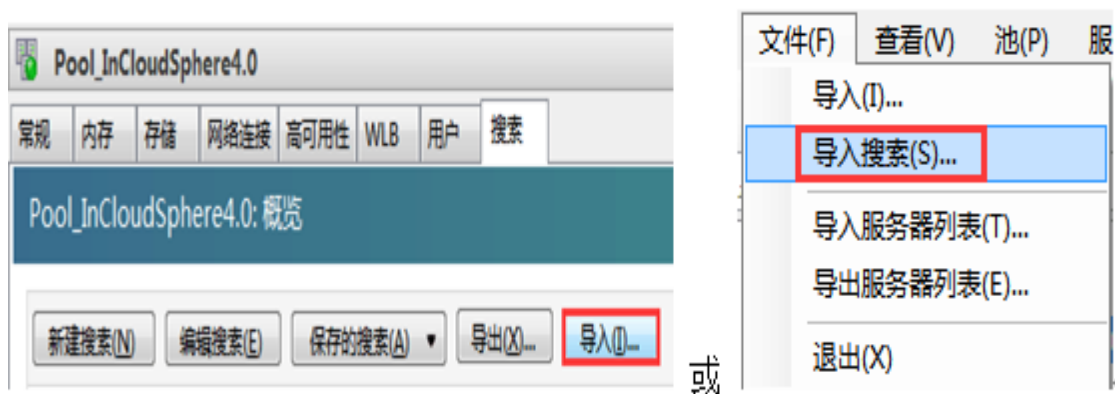 Pool_InCloudSphere4.0
常规 内存 存储 网络连接 高可用性 WLB 用户 搜索
Pool_InCloudSphere4.0: 概览
新建搜索(N) 编辑搜索(E) 保存的搜索(A) 导出(X)... 导入(I)...
或
文件(F) 查看(V) 池(P) 服
导入(I)...
导入搜索(S)...
导入服务器列表(T)...
导出服务器列表(E)...
退出(X)